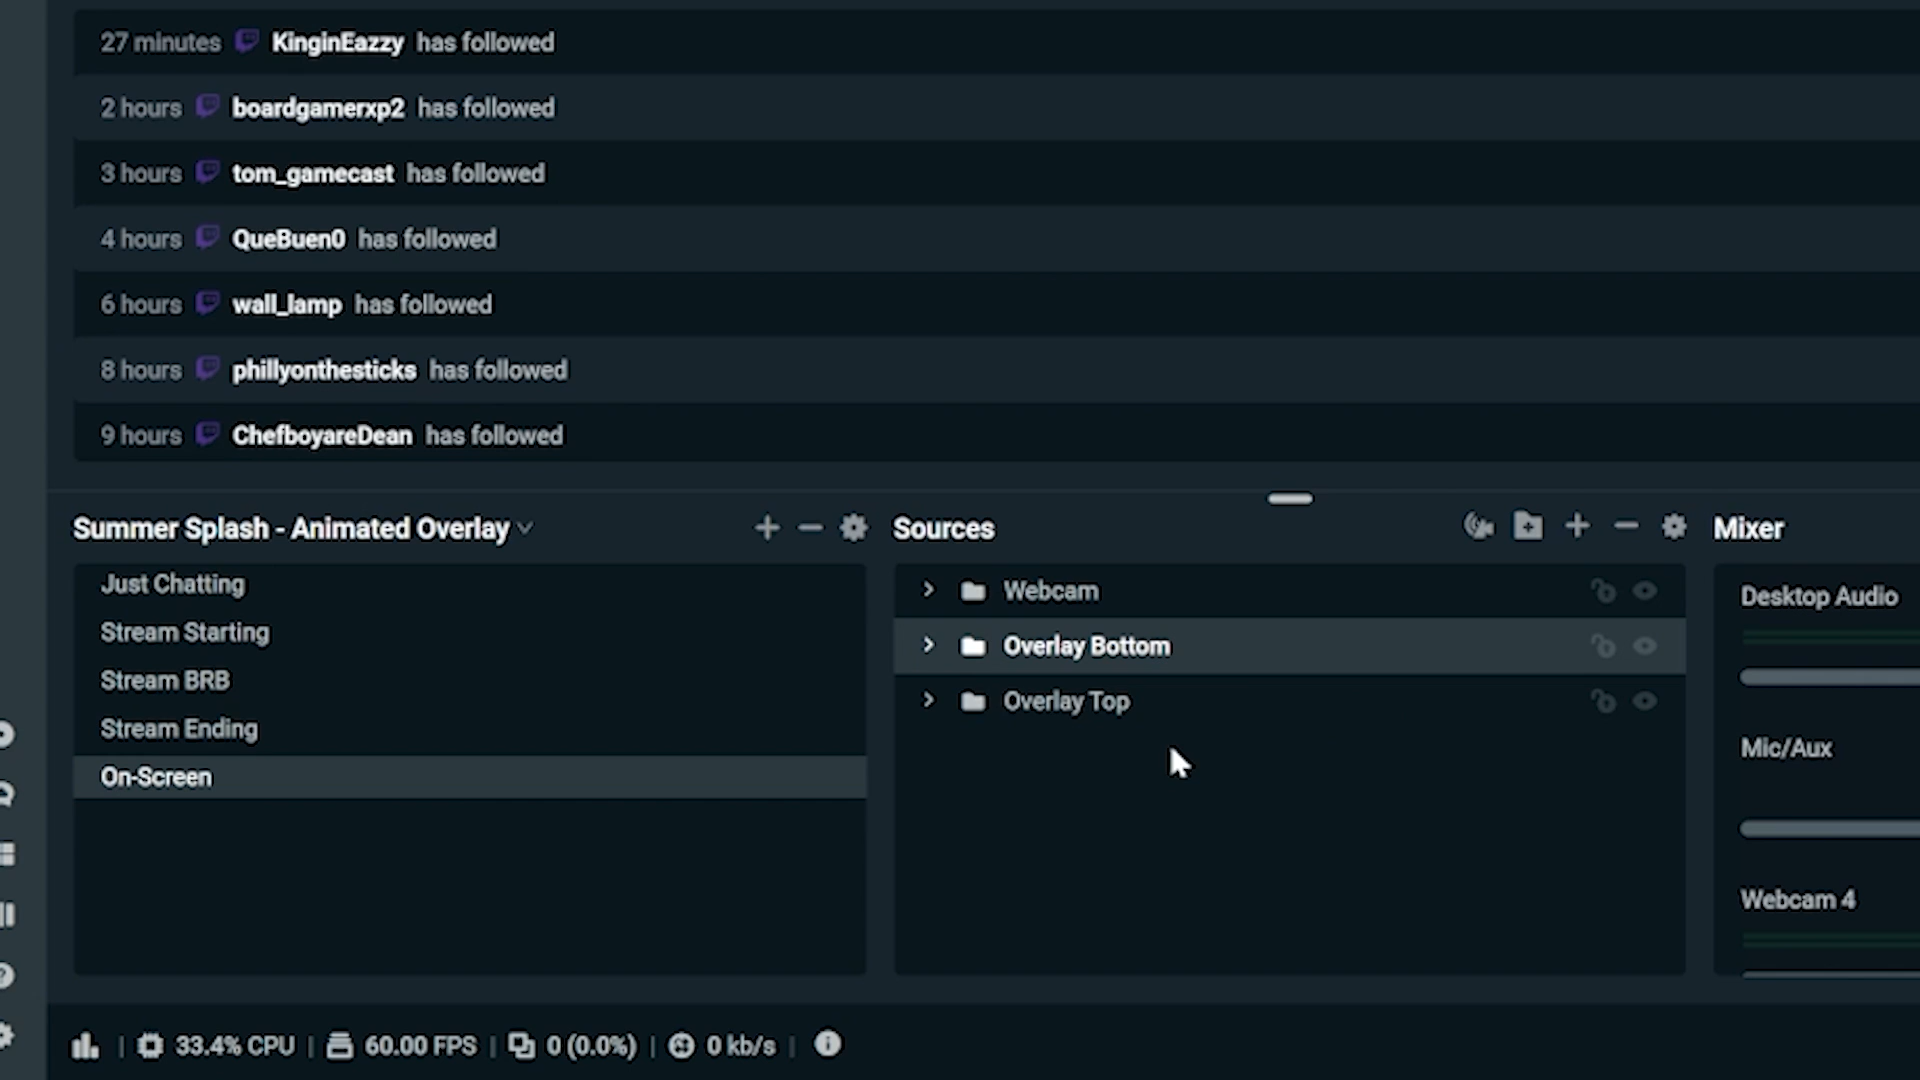 27 minutes KinginEazzy has followed
2 hours boardgamerxp2 has followed
3 hours tom_gamecast has followed
4 hours QueBuen0 has followed
6 hours wall_lamp has followed
8 hours phillyonthesticks has followed
9 hours ChefboyareDean has followed
Summer Splash - Animated Overlay
Just Chatting
Stream Starting
Stream BRB
Stream Ending
On-Screen
Sources
Webcam
Overlay Bottom
Overlay Top
Mixer
Desktop Audio
Mic/Aux
Webcam 4
33.4% CPU | 60.00 FPS | 0 (0.0%) | 0 kb/s |